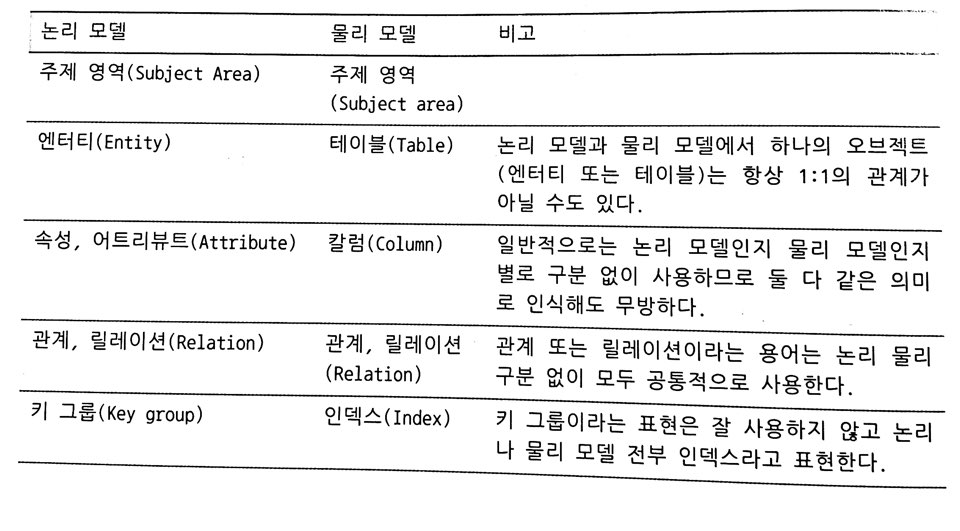 논리 모델 물리 모델 비고
주제 영역(Subject Area) 주제 영역
(Subject area)
엔터티(Entity) 테이블(Table) 논리 모델과 물리 모델에서 하나의 오브젝트
(엔터티 또는 테이블)는 항상 1:1의 관계가
아닐 수도 있다.
속성, 어트리뷰트(Attribute) 칼럼(Column) 일반적으로는 논리 모델인지 물리 모델인지
별로 구분 없이 사용하므로 둘 다 같은 의미
로 인식해도 무방하다.
관계, 릴레이션(Relation) 관계, 릴레이션 관계 또는 릴레이션이라는 용어는 논리 물리
(Relation) 구분 없이 모두 공통적으로 사용한다.
키 그룹(Key group) 인덱스(Index) 키 그룹이라는 표현은 잘 사용하지 않고 논리
나 물리 모델 전부 인덱스라고 표현한다.